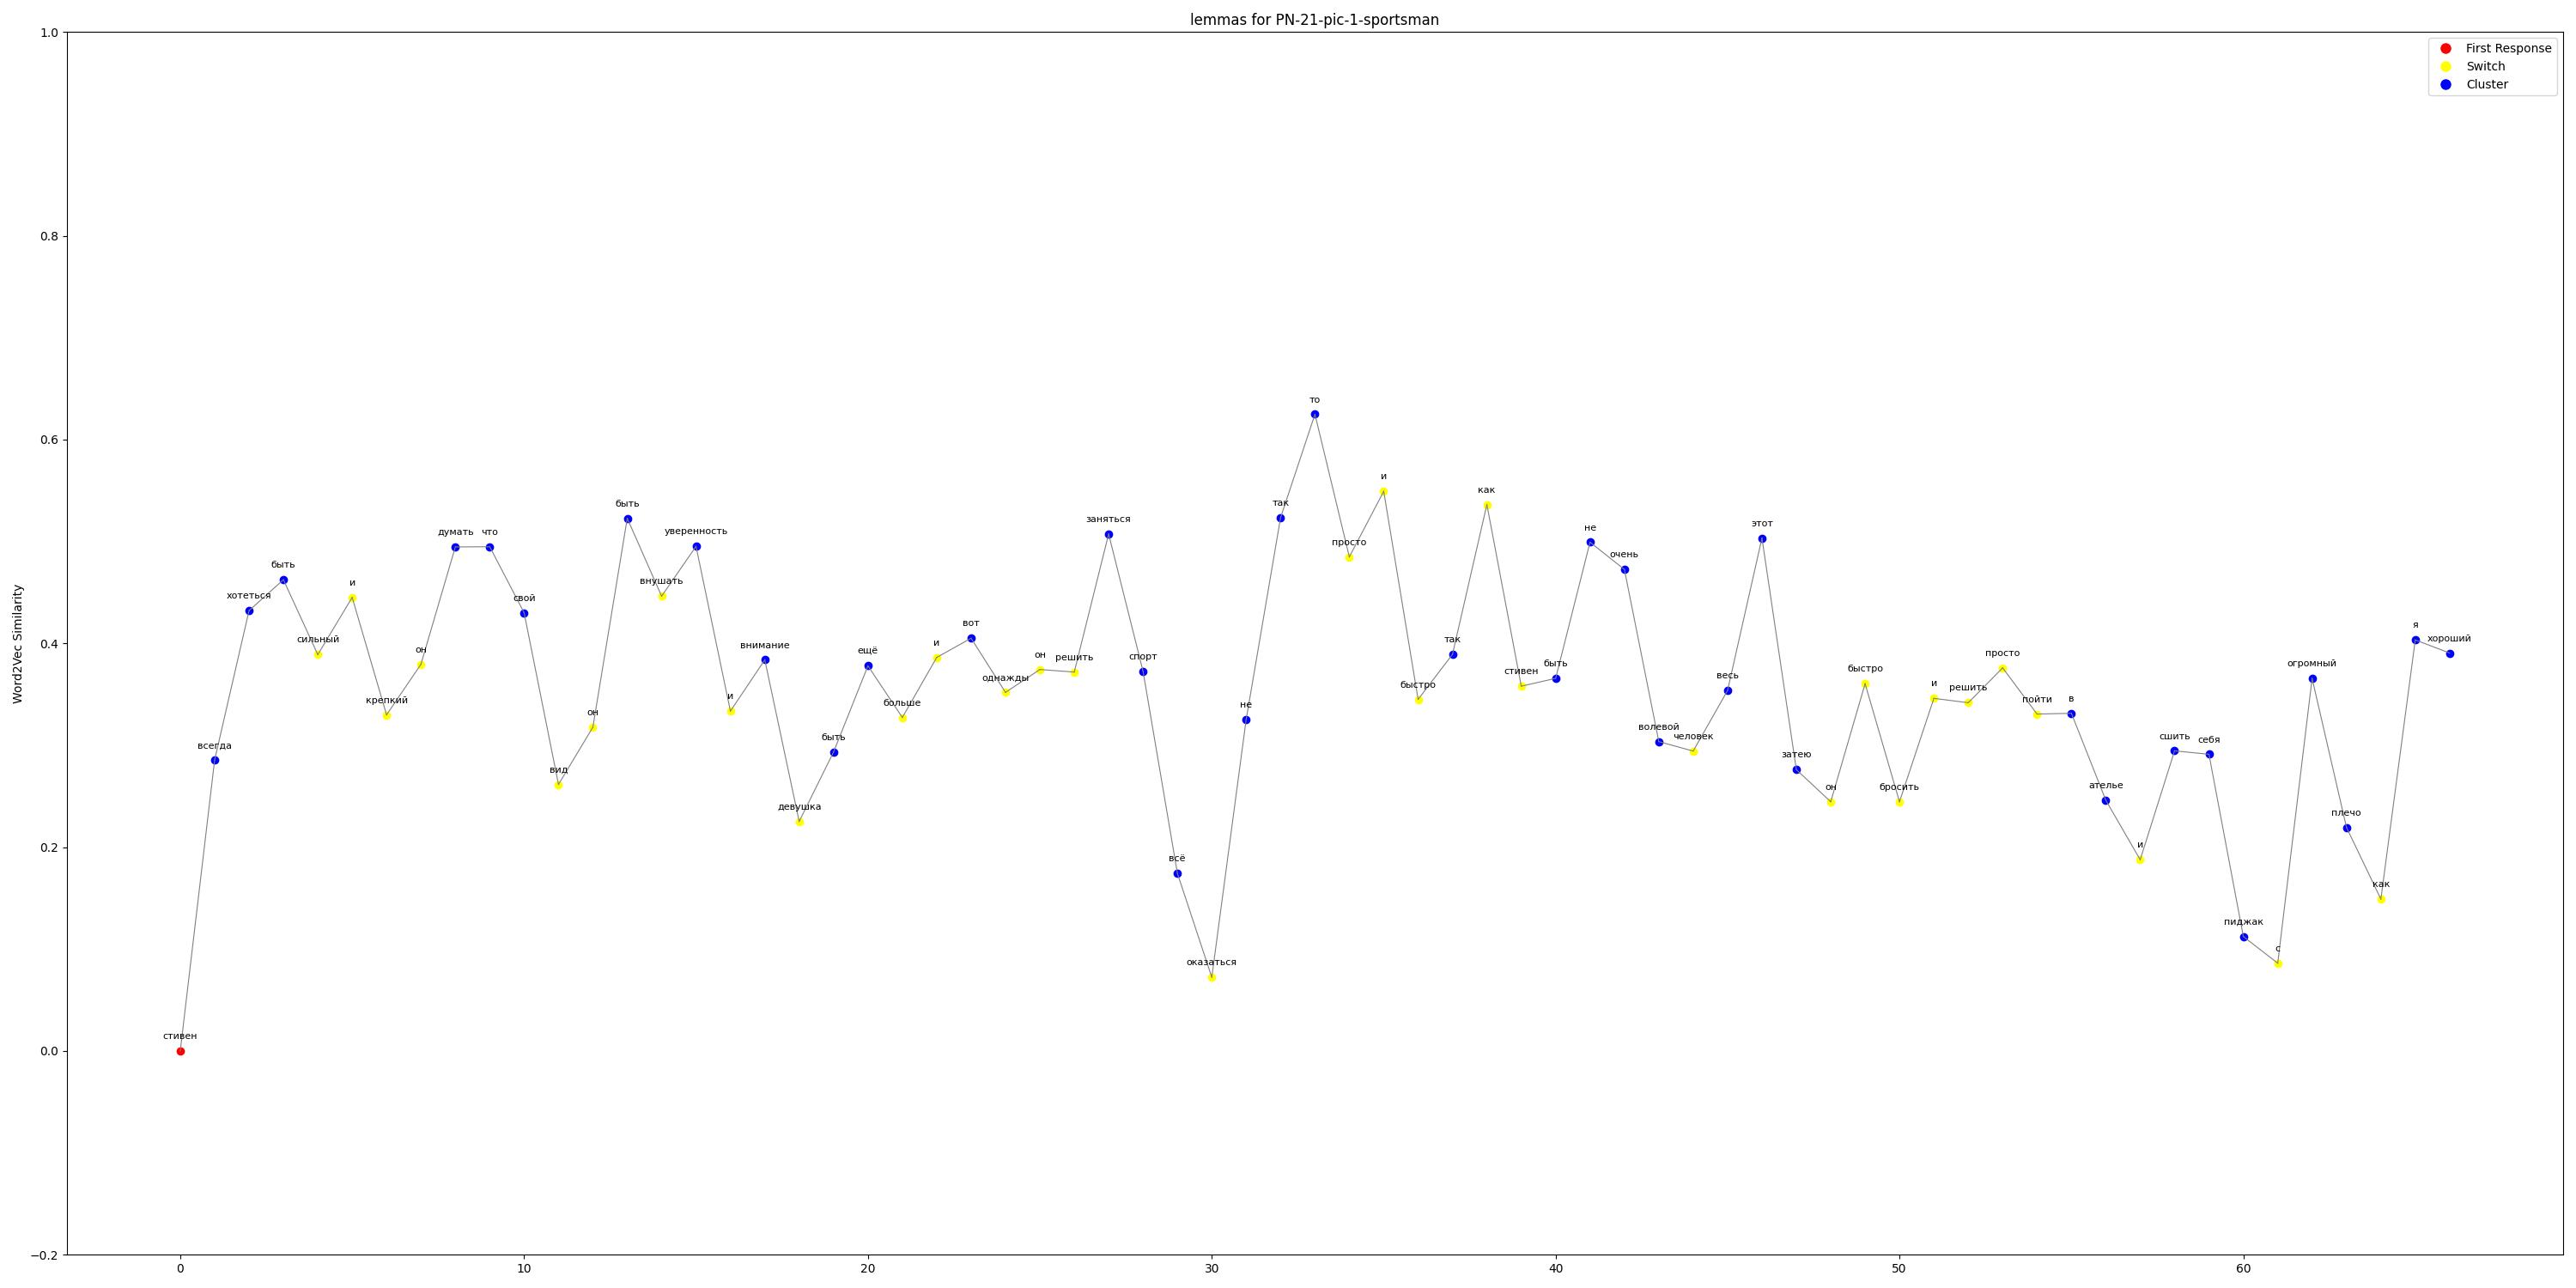 lemmas for PN-21-pic-1-sportsman
1.0
0.8
0.6
0.4
0.2
0.0
−0.2
Word2Vec Similarity
First Response
Switch
Cluster
стивен
всегда
хотеться
быть
сильный
и
крепкий
он
думать
что
свой
вид
он
быть
внушать
уверенность
и
внимание
девушка
быть
ещё
больше
и
вот
однажды
он
решить
заняться
спорт
всё
оказаться
не
так
то
просто
и
быстро
так
как
стивен
быть
не
очень
волевой
человек
весь
этот
затею
он
быстро
бросить
и
решить
просто
пойти
в
ателье
и
сшить
себя
пиджак
с
огромный
плечо
как
я
хороший
0
10
20
30
40
50
60